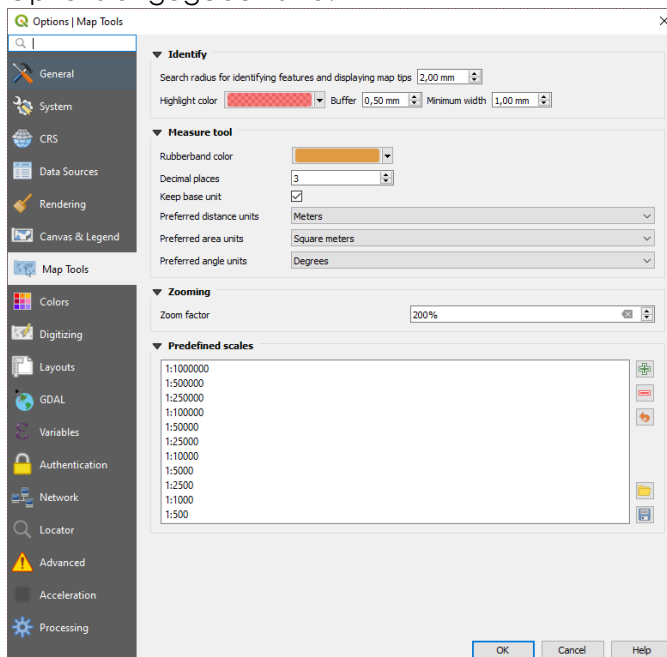 Options | Map Tools
General
System
CRS
Data Sources
Rendering
Canvas & Legend
Map Tools
Colors
Digitizing
Layouts
GDAL
Variables
Authentication
Network
Locator
Advanced
Acceleration
Processing
Identify
Search radius for identifying features and displaying map tips 2,00 mm
Highlight color Buffer 0,50 mm Minimum width 1,00 mm
Measure tool
Rubberband color
Decimal places 3
Keep base unit
Preferred distance units Meters
Preferred area units Square meters
Preferred angle units Degrees
Zooming
Zoom factor 200%
Predefined scales
1:1000000
1:500000
1:250000
1:100000
1:50000
1:25000
1:10000
1:5000
1:2500
1:1000
1:500
OK Cancel Help